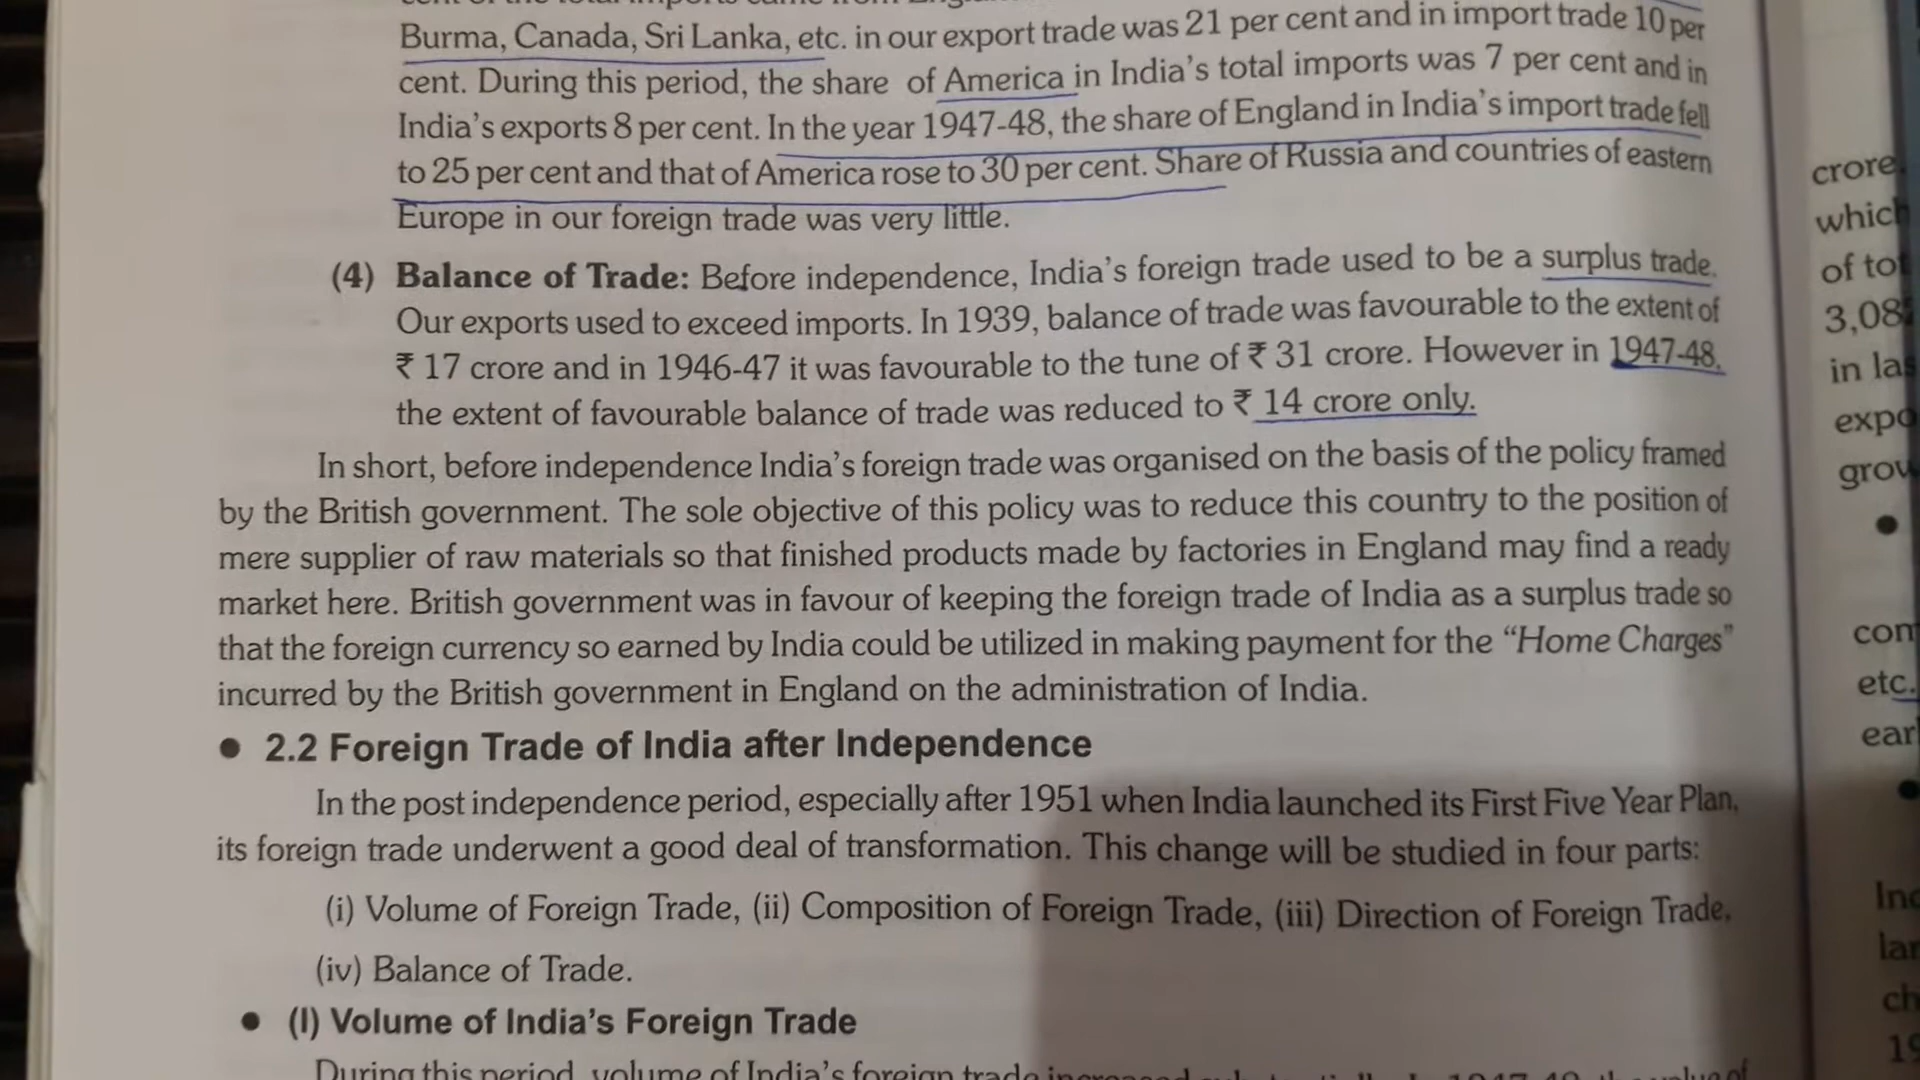 Burma, Canada, Sri Lanka, etc. in our export trade was 21 per cent and in import trade 10 per
cent. During this period, the share of America in India's total imports was 7 per cent and in
India's exports 8 per cent. In the year 1947-48, the share of England in India's import trade fell
to 25 per cent and that of America rose to 30 per cent. Share of Russia and countries of eastern
Europe in our foreign trade was very little.
(4) Balance of Trade: Before independence, India's foreign trade used to be a surplus trade.
Our exports used to exceed imports. In 1939, balance of trade was favourable to the extent of
₹ 17 crore and in 1946-47 it was favourable to the tune of ₹ 31 crore. However in 1947-48,
the extent of favourable balance of trade was reduced to ₹ 14 crore only.
In short, before independence India's foreign trade was organised on the basis of the policy framed
by the British government. The sole objective of this policy was to reduce this country to the position of
mere supplier of raw materials so that finished products made by factories in England may find a ready
market here. British government was in favour of keeping the foreign trade of India as a surplus trade so
that the foreign currency so earned by India could be utilized in making payment for the “Home Charges”
incurred by the British government in England on the administration of India.
● 2.2 Foreign Trade of India after Independence
In the post independence period, especially after 1951 when India launched its First Five Year Plan,
its foreign trade underwent a good deal of transformation. This change will be studied in four parts:
(i) Volume of Foreign Trade, (ii) Composition of Foreign Trade, (iii) Direction of Foreign Trade,
(iv) Balance of Trade.
● (I) Volume of India's Foreign Trade
During this period, volume of India's foreign trade
crore.
which
of
in
etc.